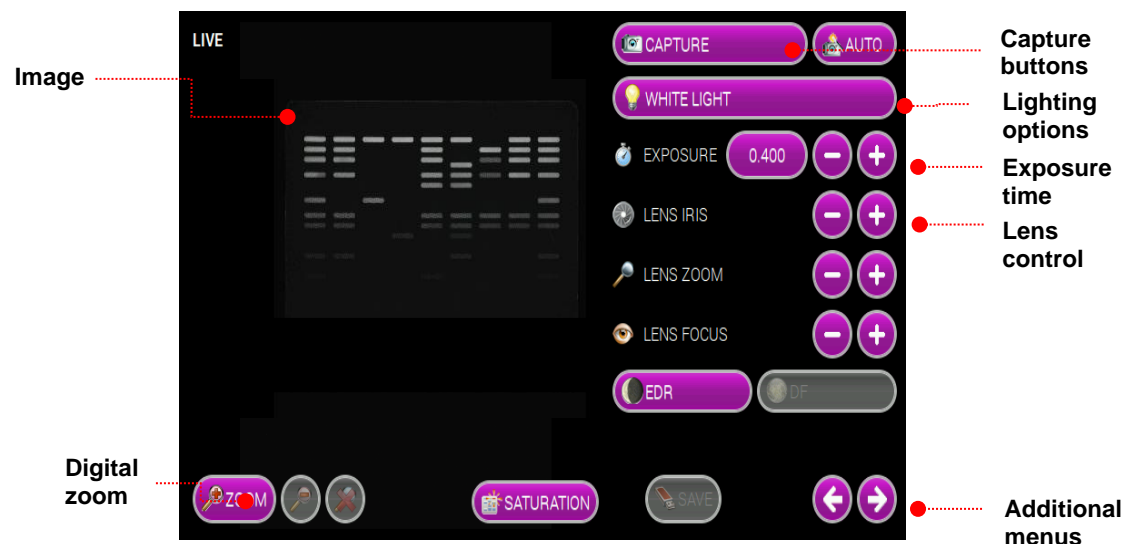 LIVE
CAPTURE
AUTO
Capture
buttons
Image
WHITE LIGHT
Lighting
options
EXPOSURE 0.400
Exposure
time
LENS IRIS
Lens
control
LENS ZOOM
LENS FOCUS
EDR
DF
Digital
zoom
ZOOM
SATURATION
SAVE
Additional
menus